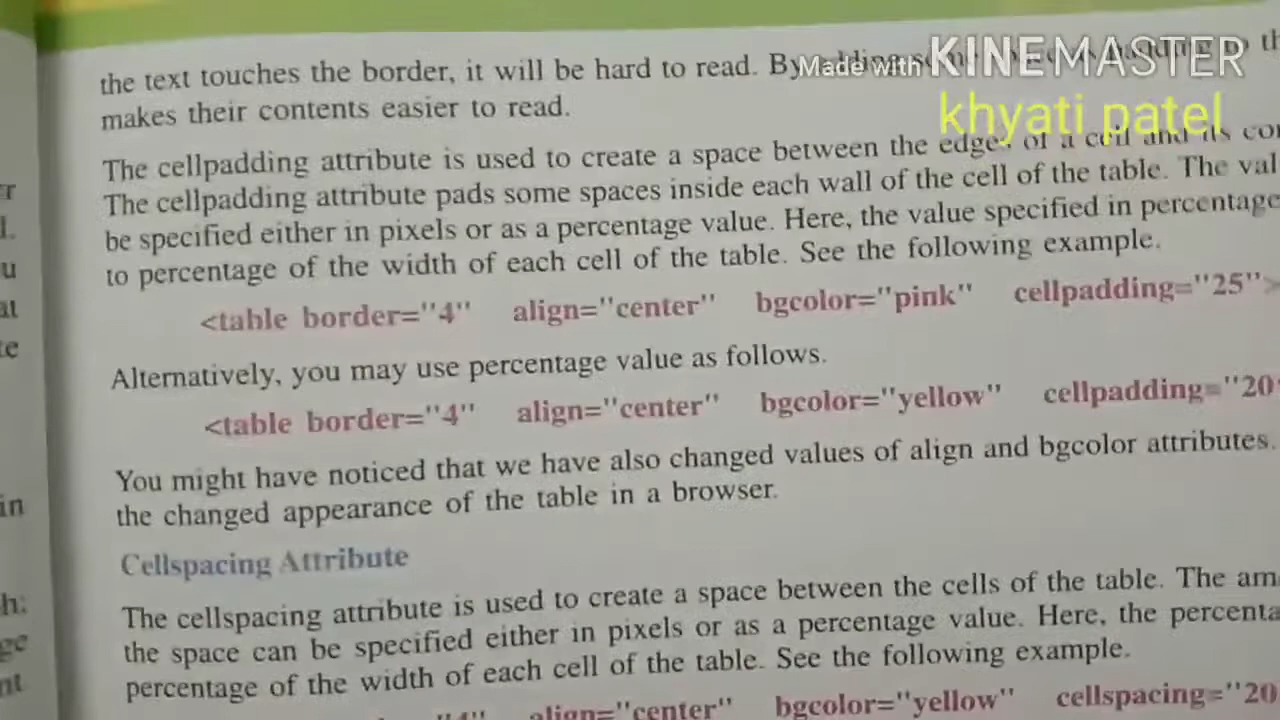 the text touches the border, it will be hard to read. By
Made with KINEMASTER
makes their contents easier to read.
khyati patel
The cellpadding attribute is used to create a space between the edges of a cell and its
The cellpadding attribute pads some spaces inside each wall of the cell of the table. The
be specified either in pixels or as a percentage value. Here, the value specified in percentage
to percentage of the width of each cell of the table. See the following example.
<table border="4" align="center" bgcolor="pink" cellpadding="25">
Alternatively, you may use percentage value as follows.
<table border="4" align="center" bgcolor="yellow" cellpadding="20
You might have noticed that we have also changed values of align and bgcolor attributes.
the changed appearance of the table in a browser.
Cellspacing Attribute
The cellspacing attribute is used to create a space between the cells of the table. The
the space can be specified either in pixels or as a percentage value. Here, the
percentage of the width of each cell of the table. See the following example.
align="center" bgcolor="yellow" cellspacing="20
in